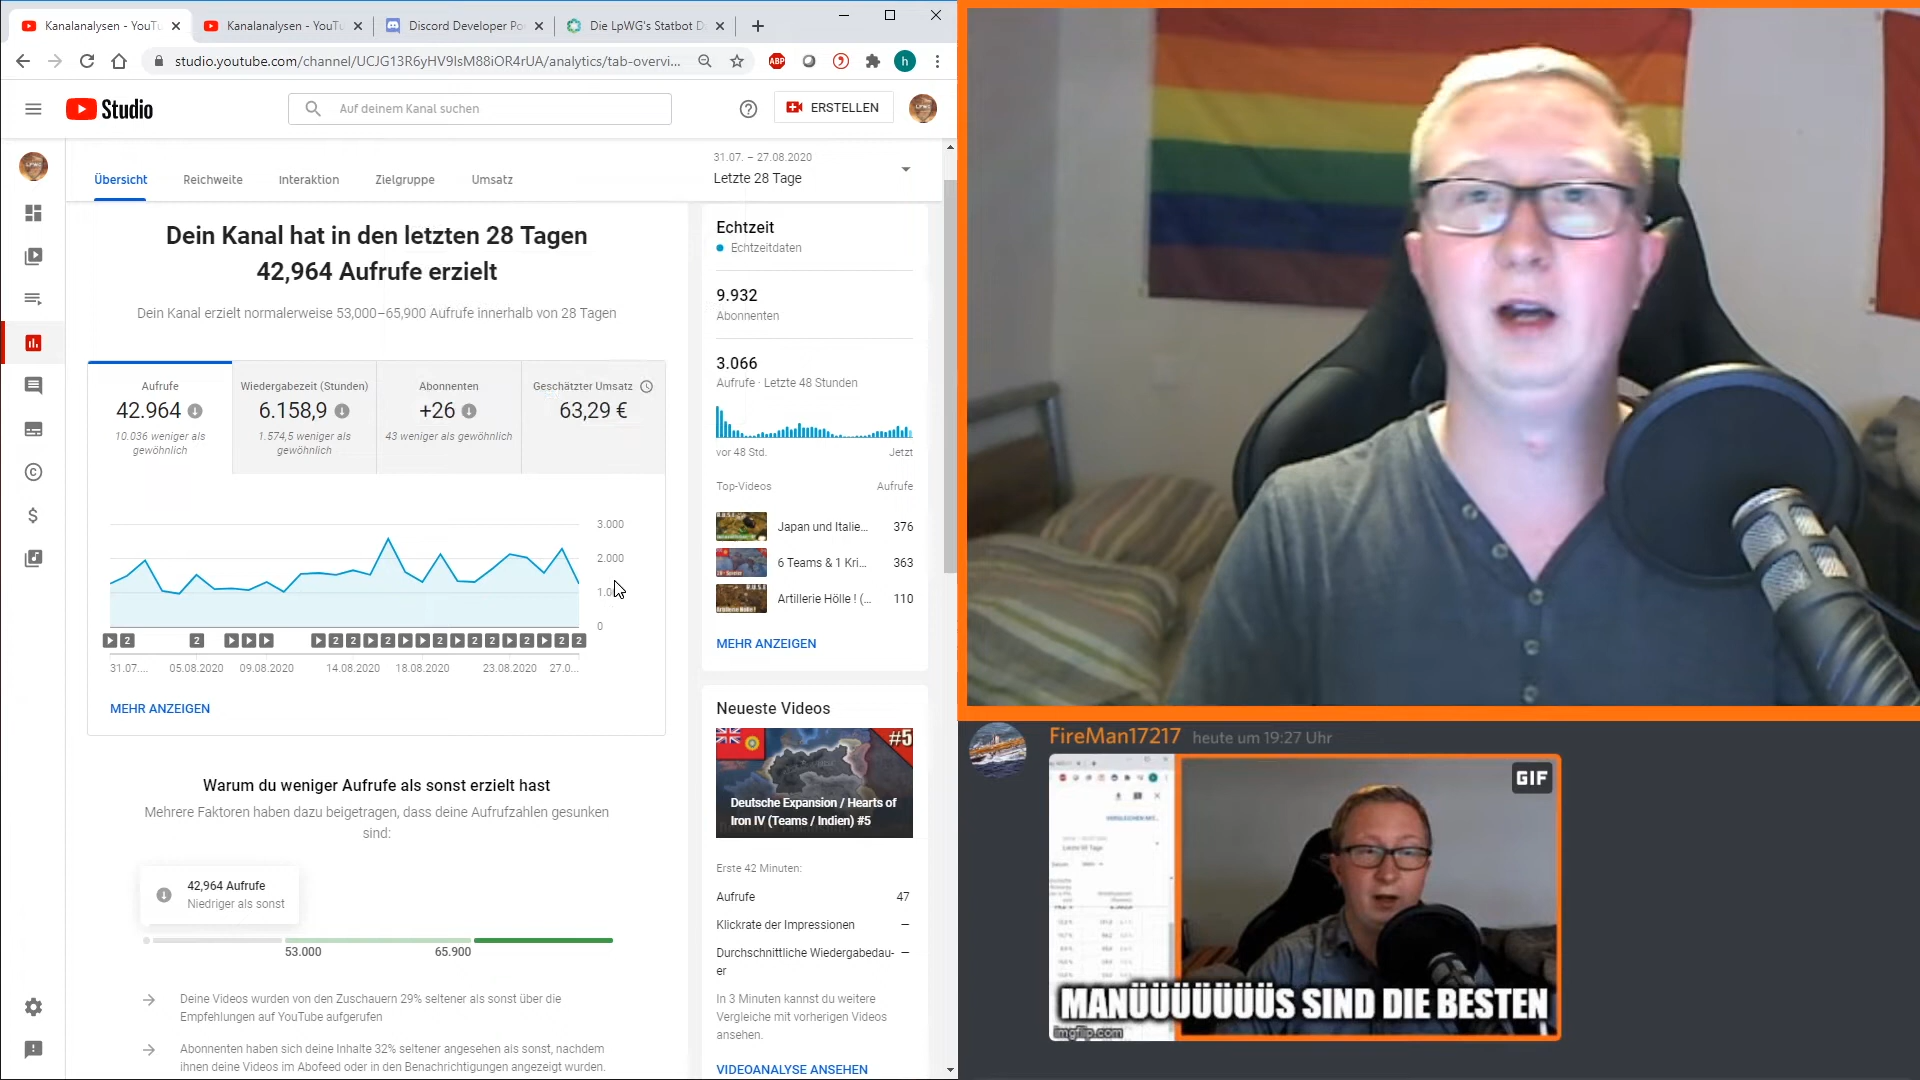 Kanalanalysen - YouTu
Kanalanalysen - YouTu
Discord Developer Po
Die LpWG's Statbot D
studio.youtube.com/channel/UCJG13R6yHV9IsM88iOR4rUA/analytics/tab-overvi...
ABP
h
Studio
Auf deinem Kanal suchen
ERSTELLEN
Übersicht
Reichweite
Interaktion
Zielgruppe
Umsatz
31.07. – 27.08.2020
Letzte 28 Tage
Dein Kanal hat in den letzten 28 Tagen
42,964 Aufrufe erzielt
Dein Kanal erzielt normalerweise 53,000–65,900 Aufrufe innerhalb von 28 Tagen
Aufrufe
42.964
10.036 weniger als
gewöhnlich
Wiedergabezeit (Stunden)
6.158,9
1.574,5 weniger als
gewöhnlich
Abonnenten
+26
43 weniger als gewöhnlich
Geschätzter Umsatz
63,29 €
3.000
2.000
0
2 2 2 2 2 2 2 2 2 2 2
31.07.... 05.08.2020 09.08.2020 14.08.2020 18.08.2020 23.08.2020 27.0...
MEHR ANZEIGEN
Warum du weniger Aufrufe als sonst erzielt hast
Mehrere Faktoren haben dazu beigetragen, dass deine Aufrufzahlen gesunken
sind:
42,964 Aufrufe
Niedriger als sonst
53.000
65.900
Deine Videos wurden von den Zuschauern 29% seltener als sonst über die
Empfehlungen auf YouTube aufgerufen
Abonnenten haben sich deine Inhalte 32% seltener angesehen als sonst, nachdem
ihnen deine Videos im Abofeed oder in den Benachrichtigungen angezeigt wurden.
Echtzeit
Echtzeitdaten
9.932
Abonnenten
3.066
Aufrufe · Letzte 48 Stunden
vor 48 Std.
Jetzt
Top-Videos
Aufrufe
Japan und Italie... 376
6 Teams & 1 Kri... 363
Artillerie Hölle ! (... 110
MEHR ANZEIGEN
Neueste Videos
#5
Deutsche Expansion / Hearts of
Iron IV (Teams / Indien) #5
Erste 42 Minuten:
Aufrufe 47
Klickrate der Impressionen –
Durchschnittliche Wiedergabedau- –
er
In 3 Minuten kannst du weitere
Vergleiche mit vorherigen Videos
ansehen.
VIDEOANALYSE ANSEHEN
FireMan17217 heute um 19:27 Uhr
GIF
MANÜÜÜÜÜÜÜS SIND DIE BESTEN
imgflip.com